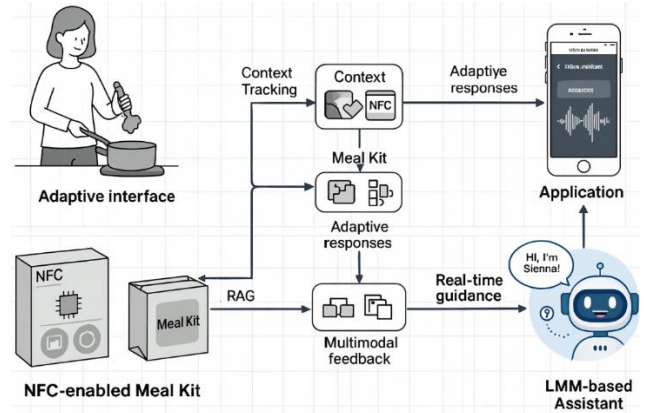 Context
Tracking
Context
NFC
Adaptive
responses
Adaptive interface
Meal Kit
Adaptive
responses
Application
NFC
Meal Kit
RAG
Multimodal
feedback
Real-time
guidance
HI, I'm
Sienna!
NFC-enabled Meal Kit
LMM-based
Assistant